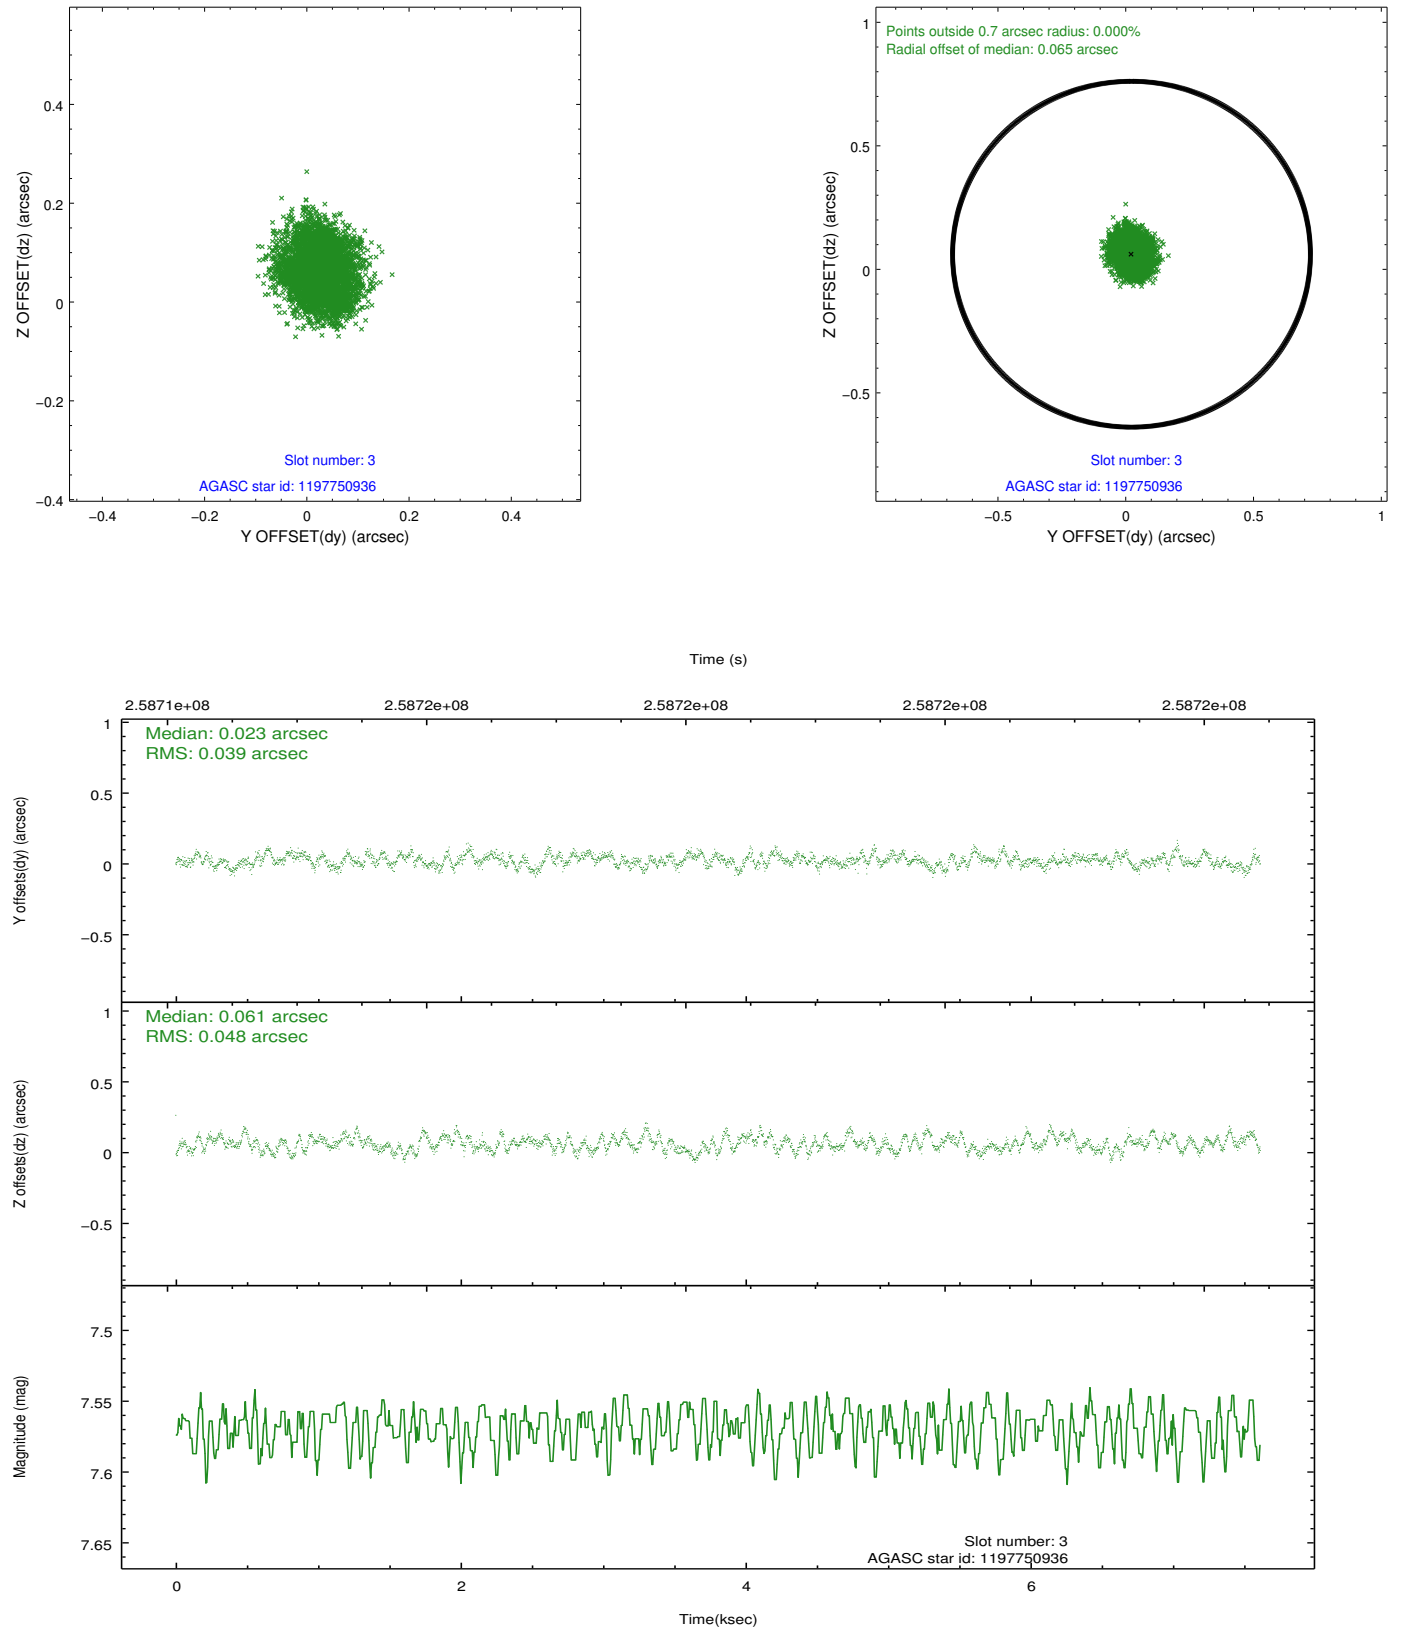 0.4
0.2
0
−0.2
−0.4
Z OFFSET(dz) (arcsec)
Slot number: 3
AGASC star id: 1197750936
−0.4 −0.2 0 0.2 0.4
Y OFFSET(dy) (arcsec)
Points outside 0.7 arcsec radius: 0.000%
Radial offset of median: 0.065 arcsec
1
0.5
0
−0.5
Z OFFSET(dz) (arcsec)
Slot number: 3
AGASC star id: 1197750936
−0.5 0 0.5 1
Y OFFSET(dy) (arcsec)
Time (s)
2.5871e+08 2.5872e+08 2.5872e+08 2.5872e+08 2.5872e+08
Median: 0.023 arcsec
RMS: 0.039 arcsec
1
0.5
0
−0.5
Y offsets(dy) (arcsec)
Median: 0.061 arcsec
RMS: 0.048 arcsec
1
0.5
0
−0.5
Z offsets(dz) (arcsec)
7.5
7.55
7.6
7.65
Magnitude (mag)
Slot number: 3
AGASC star id: 1197750936
0 2 4 6
Time(ksec)